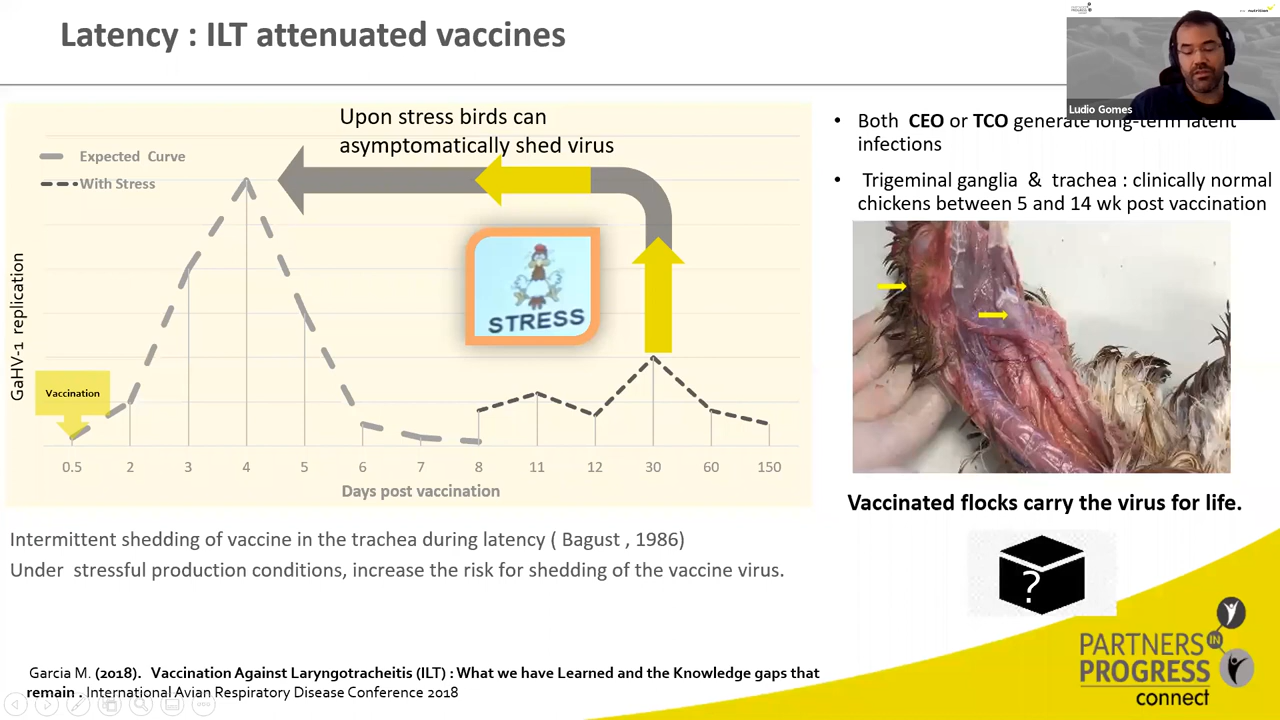 Latency : ILT attenuated vaccines
nutrition
Ludio Gomes
Upon stress birds can
asymptomatically shed virus
Expected Curve
With Stress
STRESS
GaHV-1 replication
Vaccination
0.5 2 3 4 5 6 7 8 11 12 30 60 150
Days post vaccination
• Both CEO or TCO generate long-term latent
infections
• Trigeminal ganglia & trachea : clinically normal
chickens between 5 and 14 wk post vaccination
Vaccinated flocks carry the virus for life.
?
Intermittent shedding of vaccine in the trachea during latency ( Bagust , 1986)
Under stressful production conditions, increase the risk for shedding of the vaccine virus.
Garcia M. (2018). Vaccination Against Laryngotracheitis (ILT) : What we have Learned and the Knowledge gaps that
remain . International Avian Respiratory Disease Conference 2018
PARTNERS
IN
PROGRESS
connect